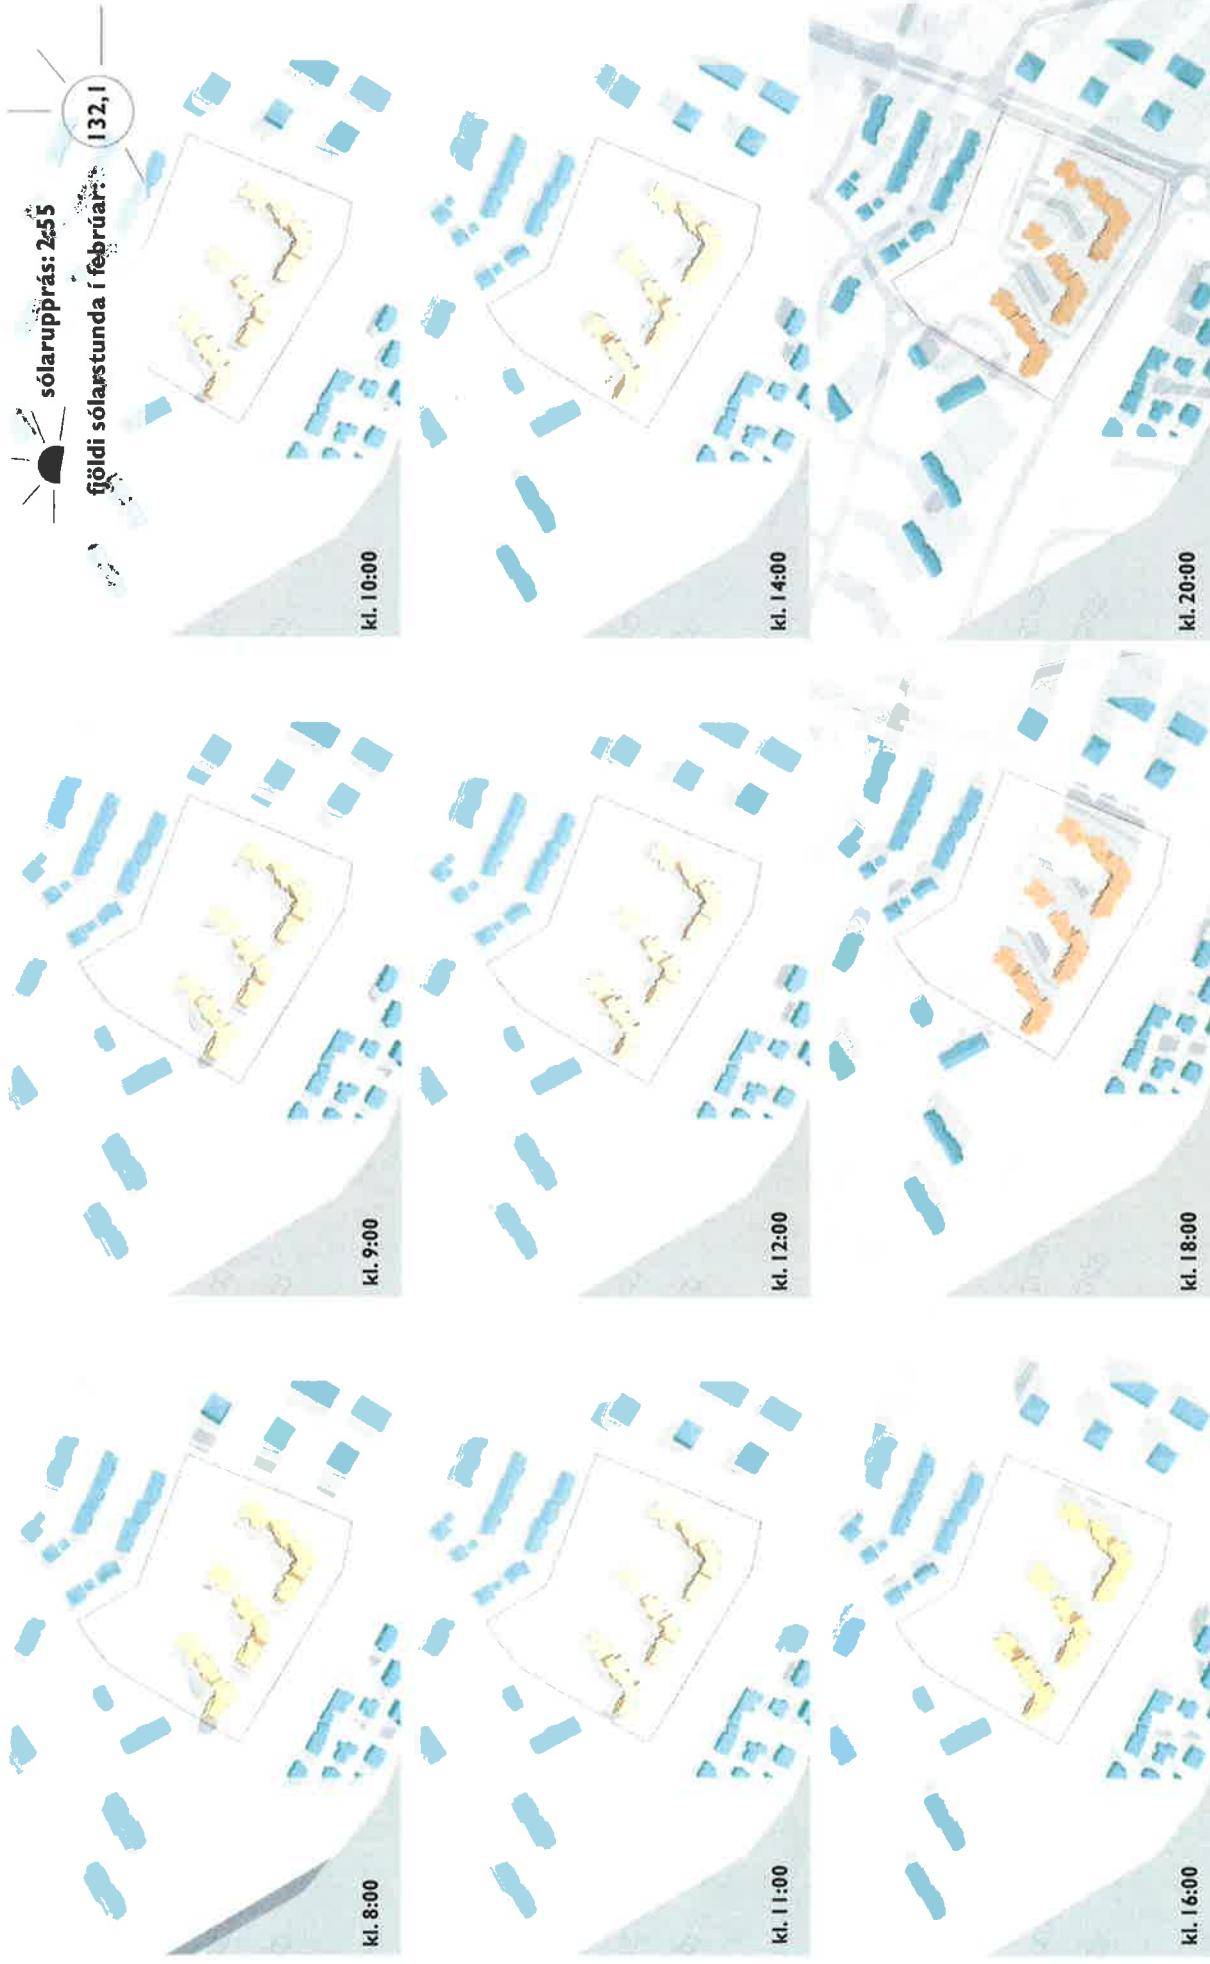 sólarupprás: 2:55
fjöldi sólarstunda í febrúar:
132,1
kl. 8:00
kl. 9:00
kl. 10:00
kl. 11:00
kl. 12:00
kl. 14:00
kl. 16:00
kl. 18:00
kl. 20:00